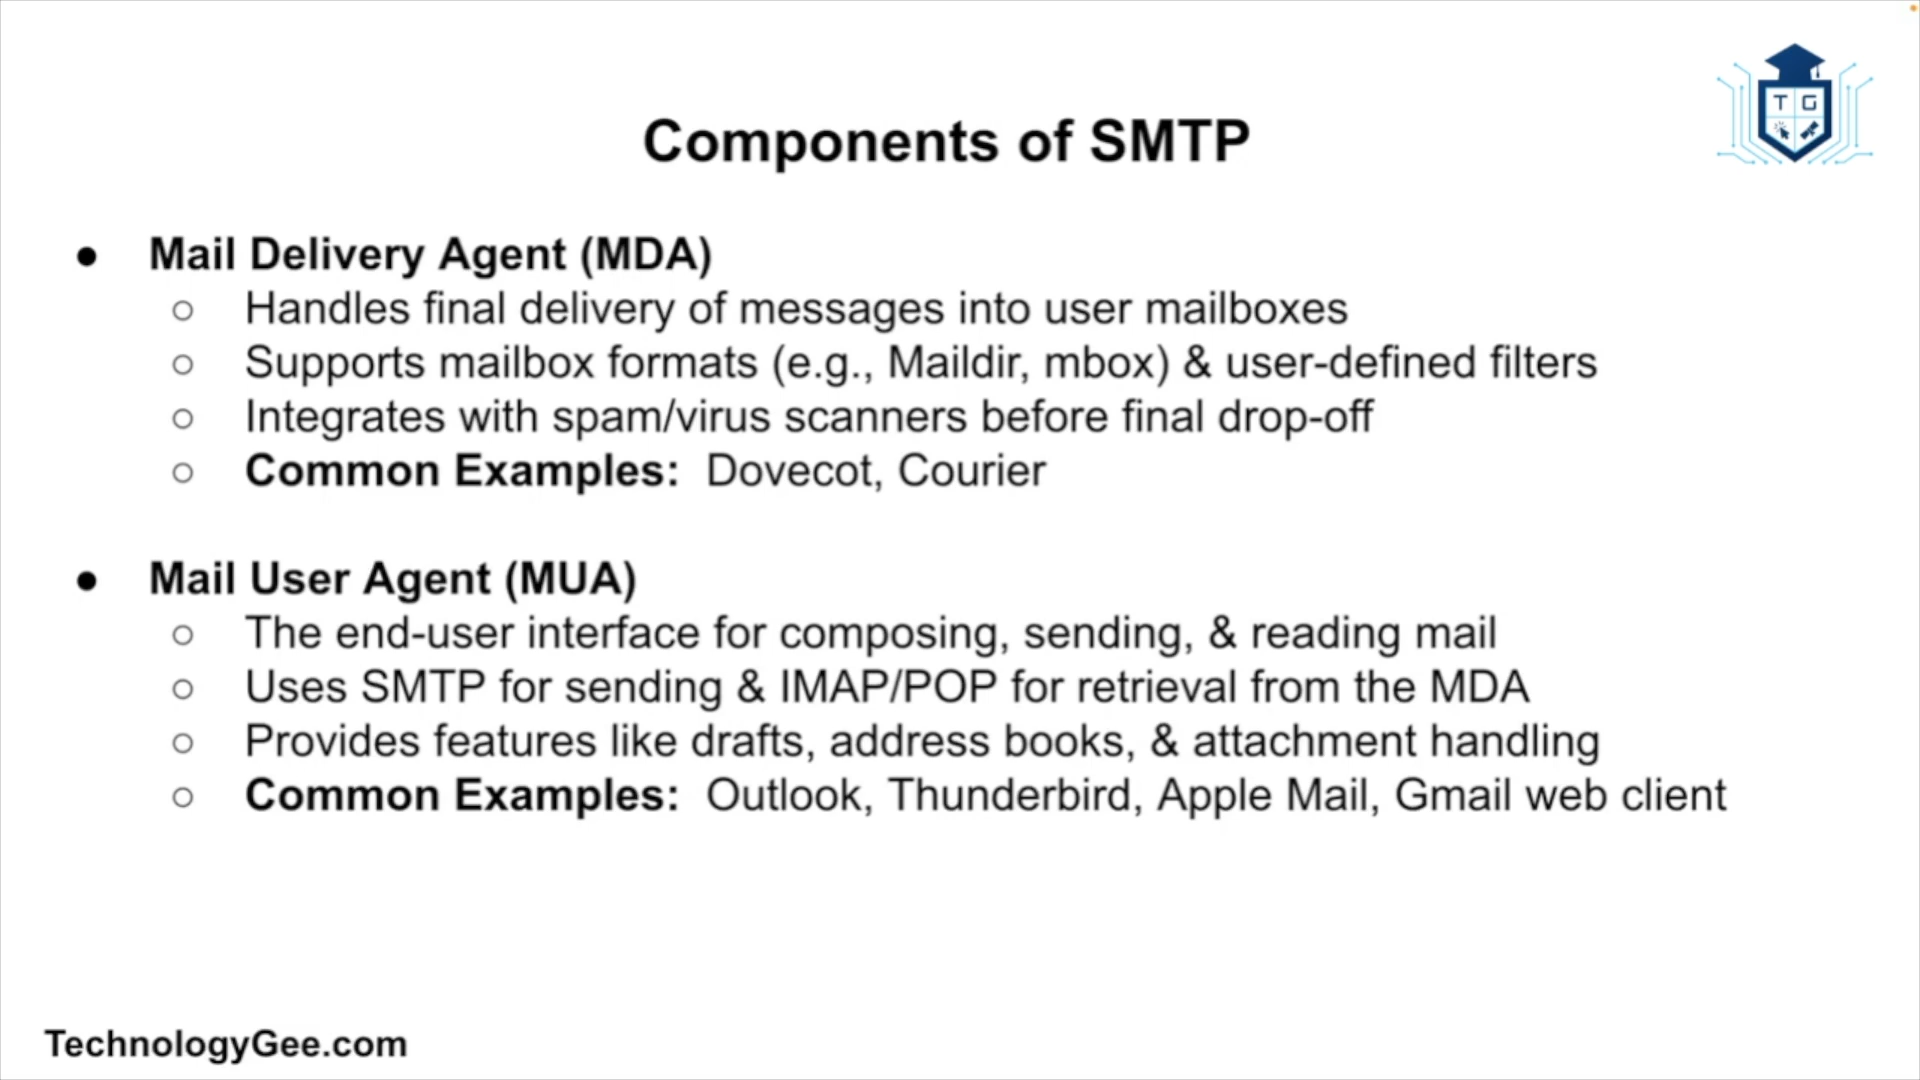 T G
Components of SMTP
● Mail Delivery Agent (MDA)
○ Handles final delivery of messages into user mailboxes
○ Supports mailbox formats (e.g., Maildir, mbox) & user-defined filters
○ Integrates with spam/virus scanners before final drop-off
○ Common Examples: Dovecot, Courier
● Mail User Agent (MUA)
○ The end-user interface for composing, sending, & reading mail
○ Uses SMTP for sending & IMAP/POP for retrieval from the MDA
○ Provides features like drafts, address books, & attachment handling
○ Common Examples: Outlook, Thunderbird, Apple Mail, Gmail web client
TechnologyGee.com